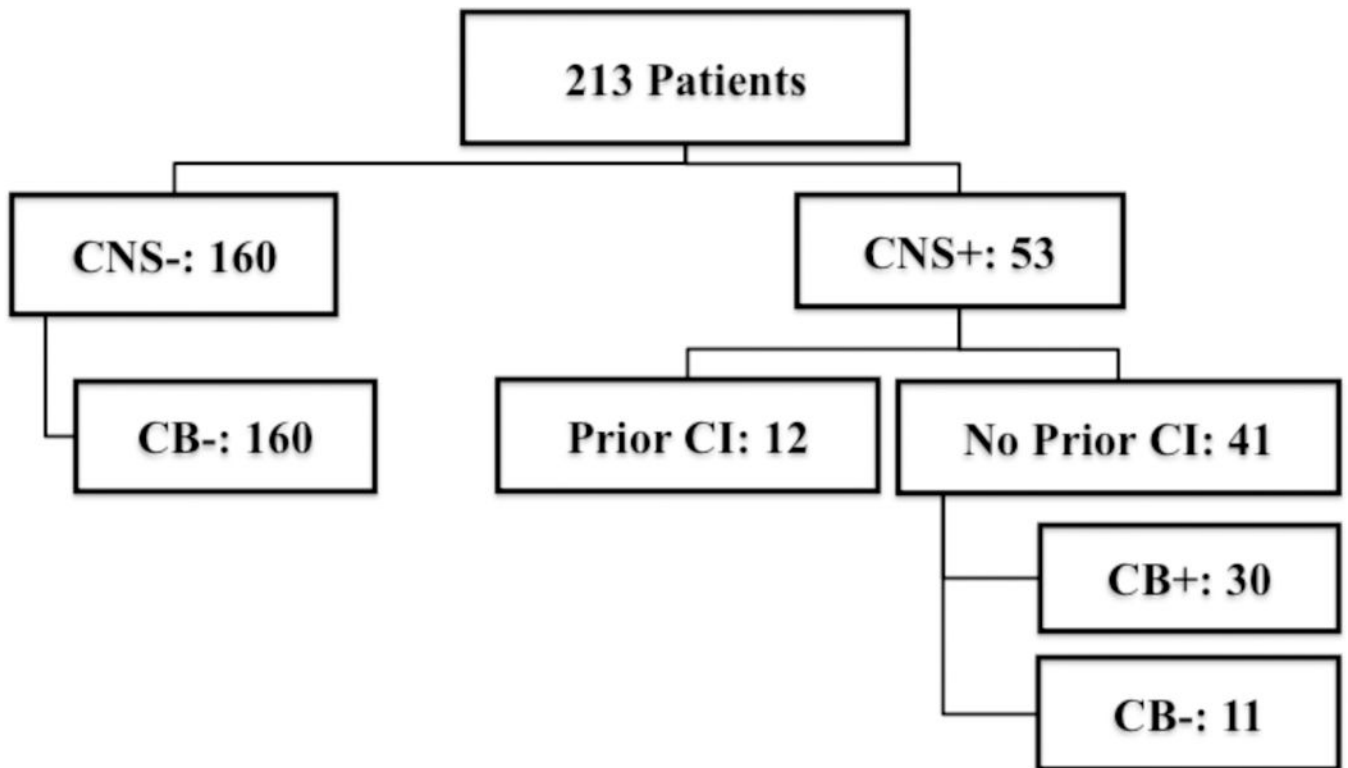 213 Patients
CNS-: 160
CNS+: 53
CB-: 160
Prior CI: 12
No Prior CI: 41
CB+: 30
CB-: 11